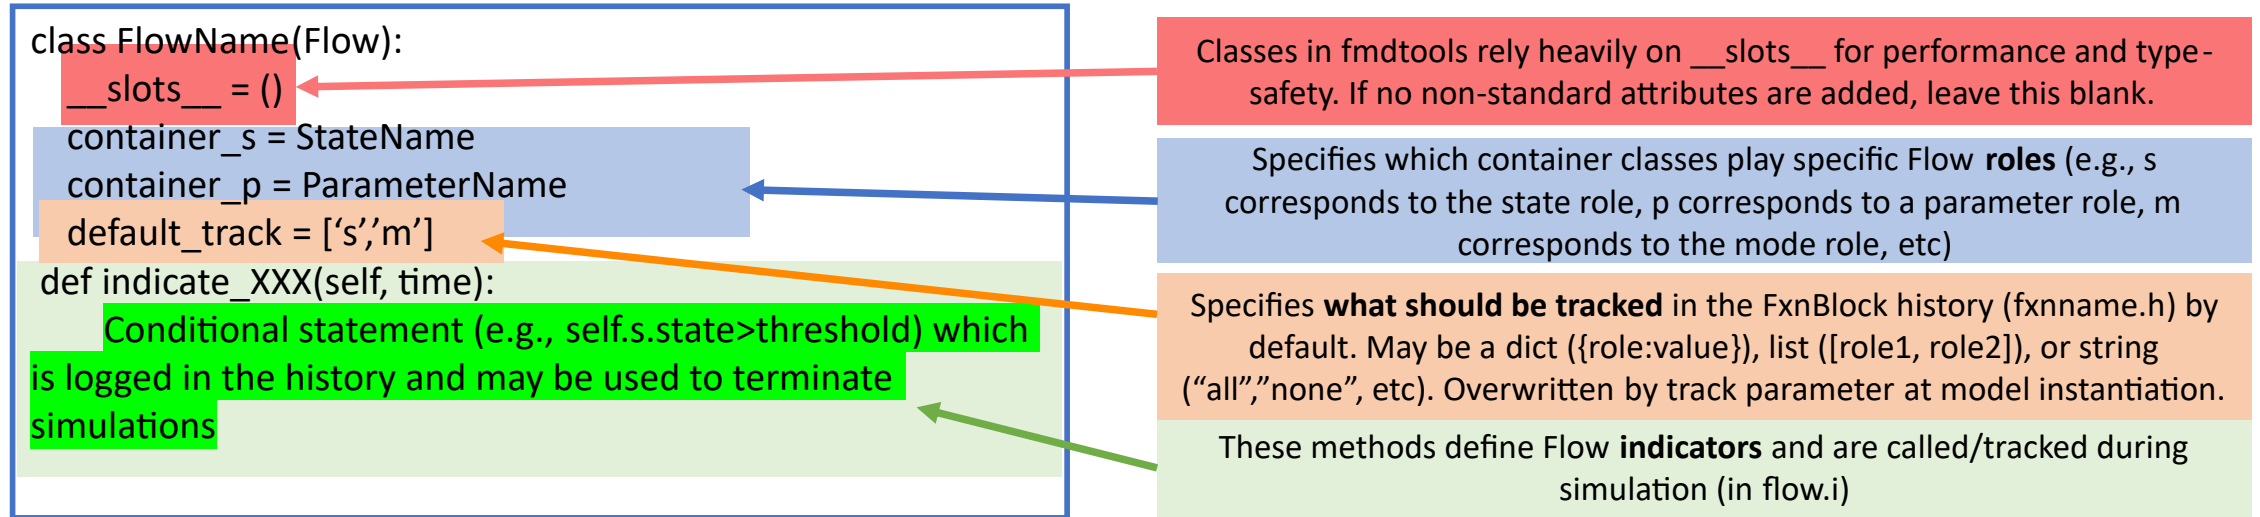 class FlowName(Flow):
__slots__ = ()
container_s = StateName
container_p = ParameterName
default_track = [‘s’,’m’]
def indicate_XXX(self, time):
Conditional statement (e.g., self.s.state>threshold) which
is logged in the history and may be used to terminate
simulations
Classes in fmdtools rely heavily on __slots__ for performance and type-
safety. If no non-standard attributes are added, leave this blank.
Specifies which container classes play specific Flow roles (e.g., s
corresponds to the state role, p corresponds to a parameter role, m
corresponds to the mode role, etc)
Specifies what should be tracked in the FxnBlock history (fxnname.h) by
default. May be a dict ({role:value}), list ([role1, role2]), or string
(“all”,”none”, etc). Overwritten by track parameter at model instantiation.
These methods define Flow indicators and are called/tracked during
simulation (in flow.i)